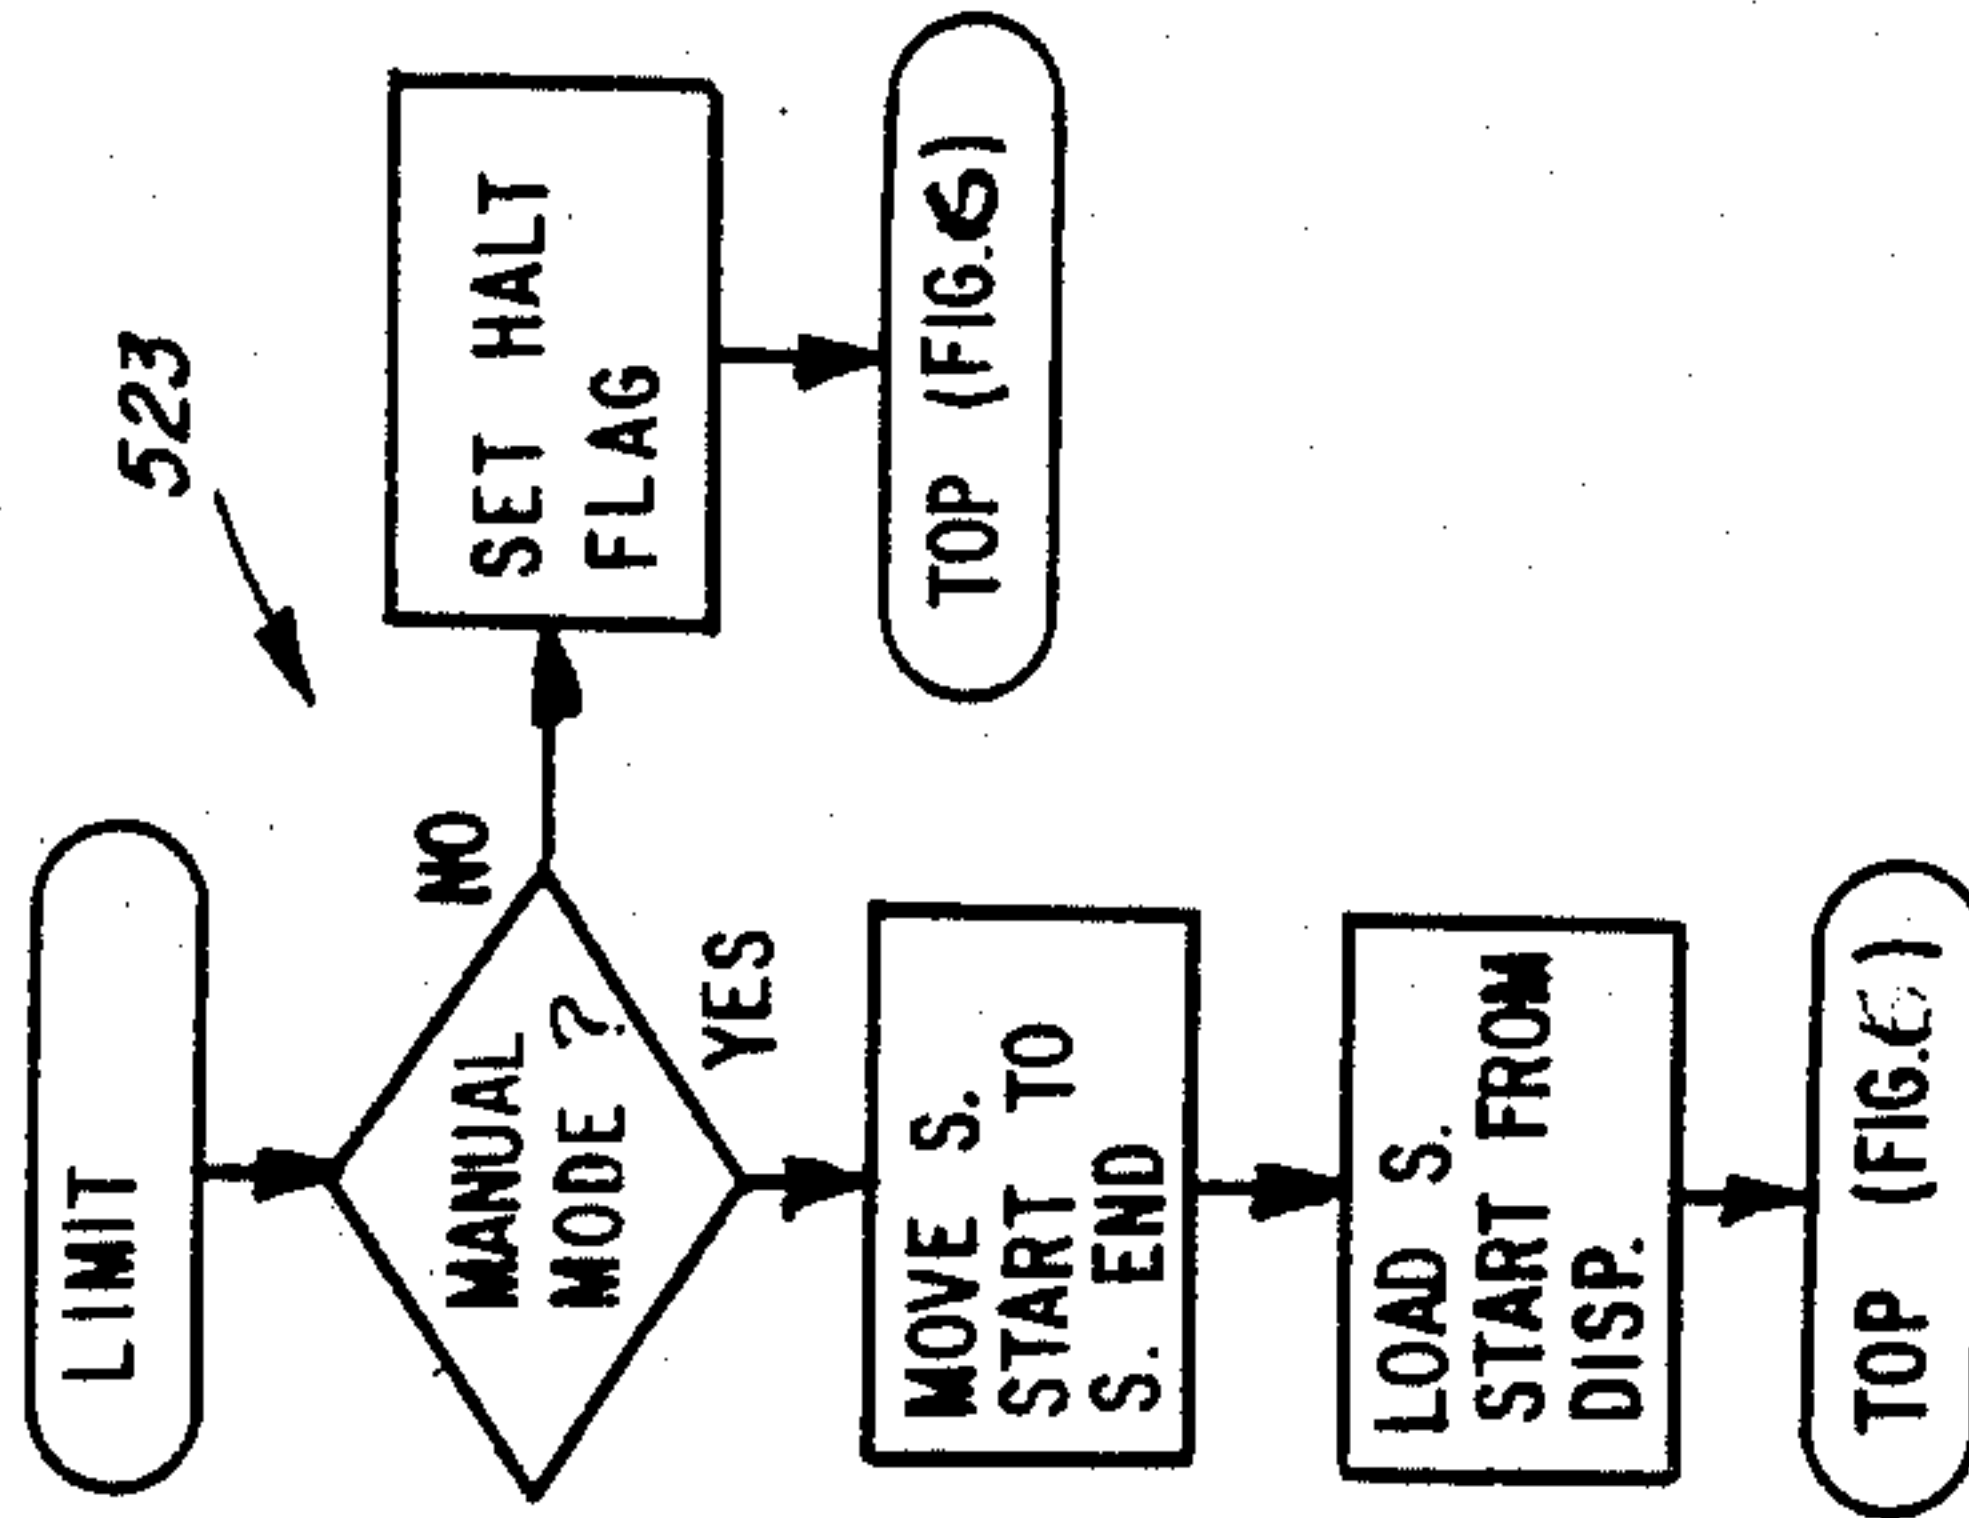 523
LIMIT
MANUAL
MODE ?
NO
YES
SET HALT
FLAG
TOP (FIG.6)
MOVE S.
START TO
S. END
LOAD S.
START FROM
DISP.
TOP (FIG.6)